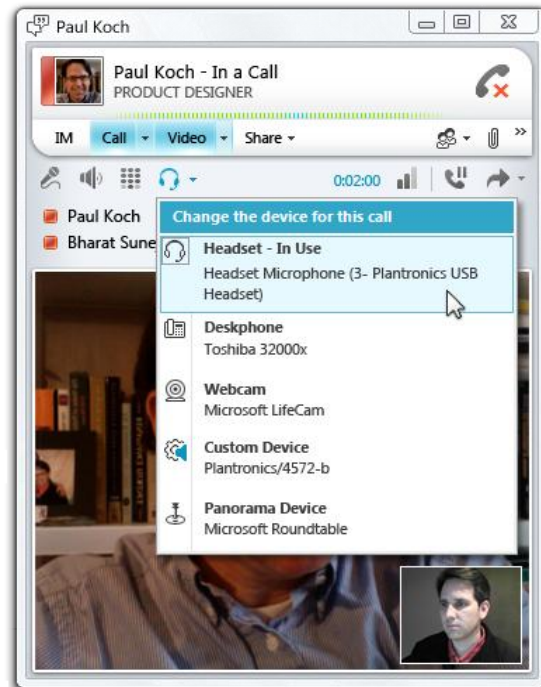 Paul Koch
Paul Koch - In a Call
PRODUCT DESIGNER
IM Call Video Share »
0:02:00
Paul Koch
Bharat Sune
Change the device for this call
Headset - In Use
Headset Microphone (3- Plantronics USB
Headset)
Deskphone
Toshiba 32000x
Webcam
Microsoft LifeCam
Custom Device
Plantronics/4572-b
Panorama Device
Microsoft Roundtable